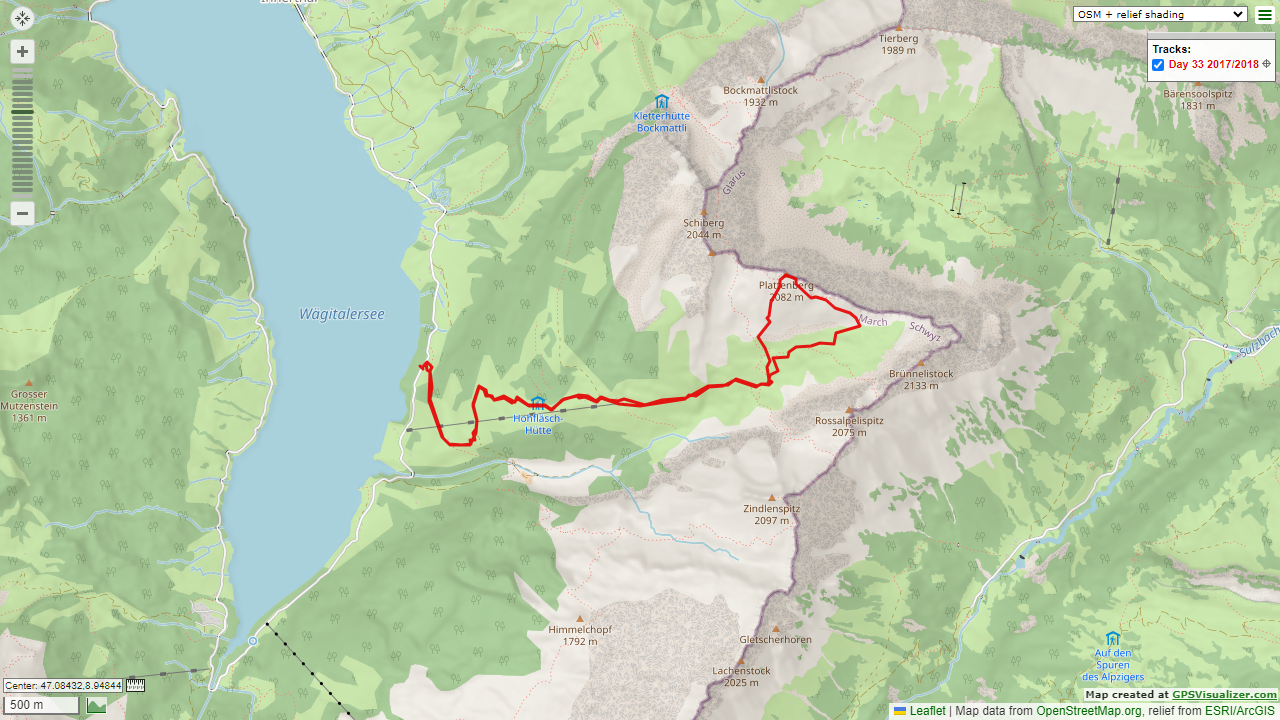 Innerthal
OSM + relief shading
Tracks:
Day 33 2017/2018
Tierberg
1989 m
Bockmattlistock
1932 m
Bärensoolspitz
1831 m
Kletterhütte
Bockmattli
Glarus
Schiberg
2044 m
Plattenberg
2082 m
Wägitalersee
March
Schwyz
Sulzbach
Brünnelistock
2133 m
Grosser
Mutzenstein
1361 m
Hohfläsch-
Hütte
Rossalpelispitz
2075 m
Zindlenspitz
2097 m
Himmelchopf
1792 m
Gletscherhoren
Lachenstock
2025 m
Auf den
Spuren
des Alpzigers
Center: 47.08432,8.94844
500 m
Map created at GPSVisualizer.com
Leaflet | Map data from OpenStreetMap.org, relief from ESRI/ArcGIS